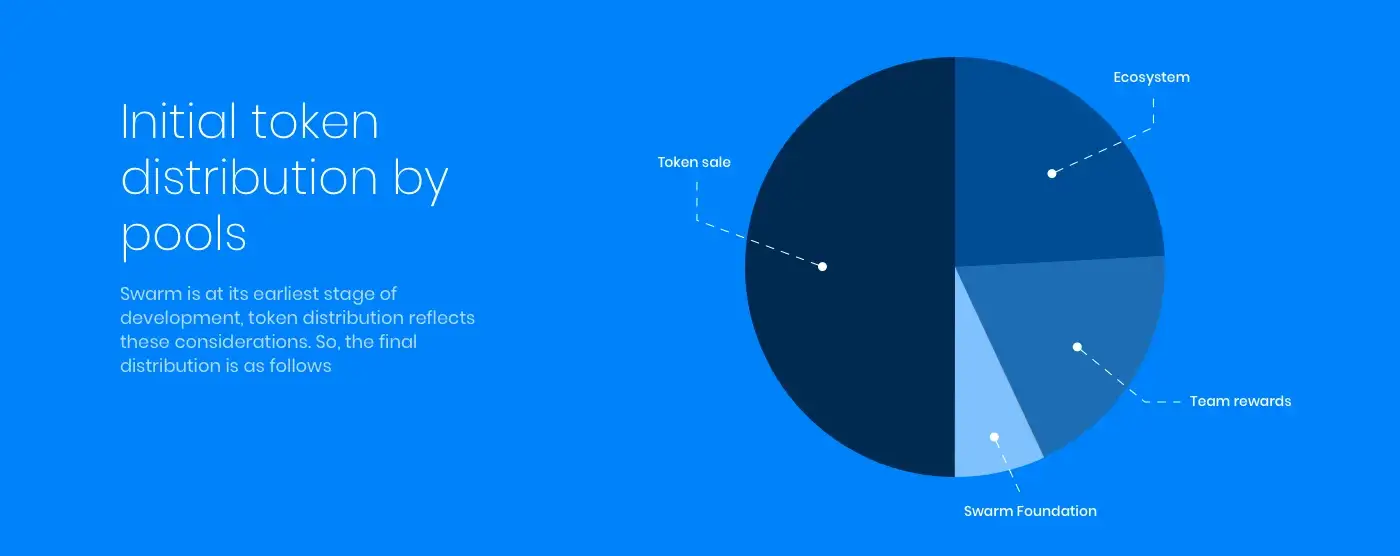 Initial token
distribution by
pools
Swarm is at its earliest stage of
development, token distribution reflects
these considerations. So, the final
distribution is as follows
Ecosystem
Token sale
Team rewards
Swarm Foundation